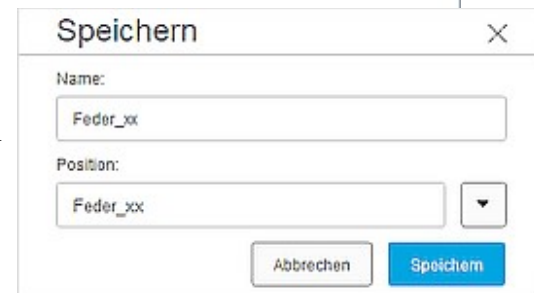 Speichern
Name:
Feder_xx
Position:
Feder_xx
Abbrechen Speichern